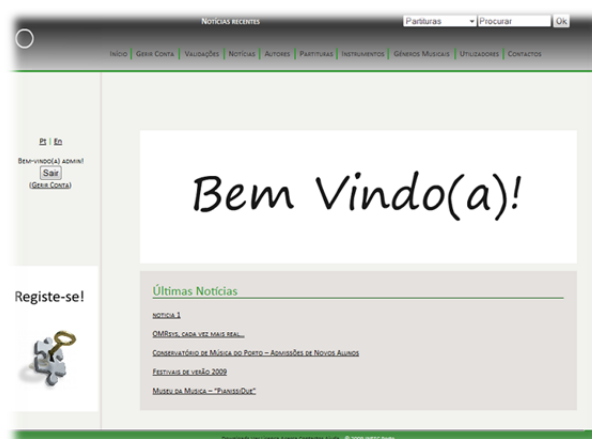 Notícias recentes
Partituras Procurar Ok
Início | Gerir Conta | Validações | Notícias | Autores | Partituras | Instrumentos | Géneros Musicais | Utilizadores | Contactos
Pt | En
Bem-vindo(a) admin!
Sair
(Gerir Conta)
Bem Vindo(a)!
Registe-se!
Últimas Notícias
noticia 1
OMRsys, cada vez mais real...
Conservatório de Música do Porto – Admissões de Novos Alunos
Festivais de verão 2009
Museu da Musica – "PianissiDue"